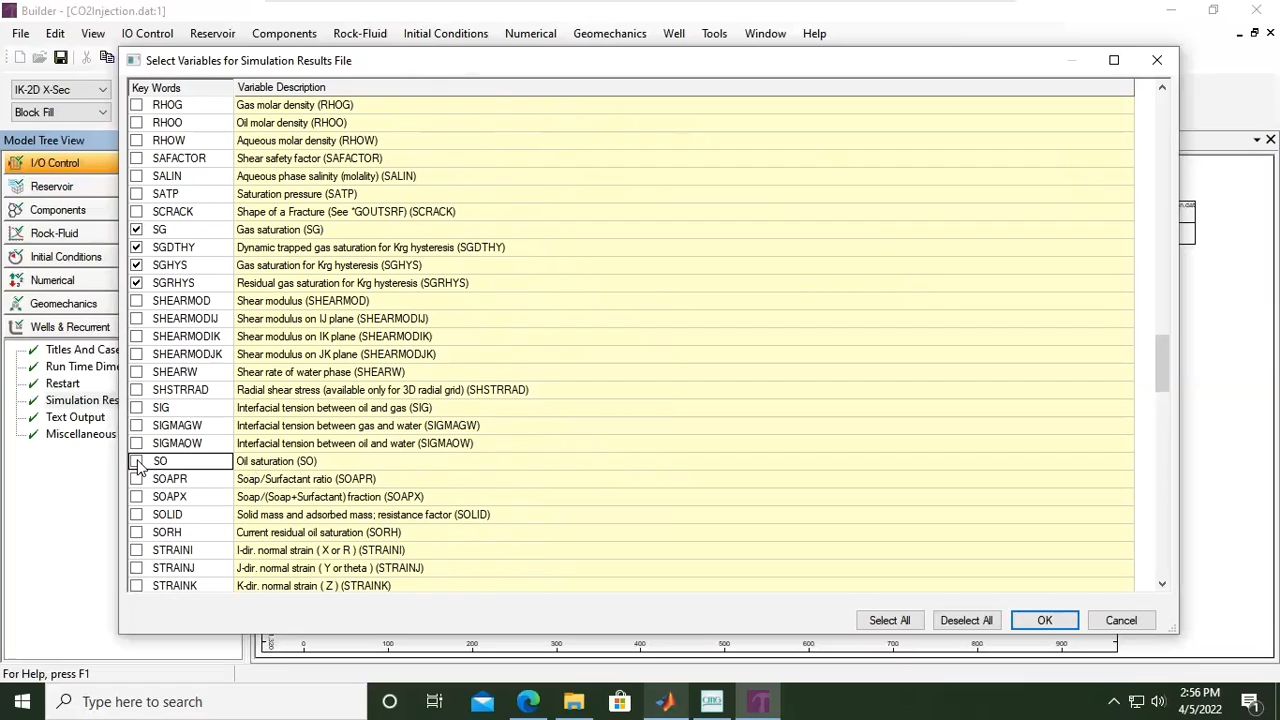 Builder - [CO2Injection.dat:1]
File Edit View IO Control Reservoir Components Rock-Fluid Initial Conditions Numerical Geomechanics Well Tools Window Help
Select Variables for Simulation Results File
IK-2D X-Sec
Block Fill
Model Tree View
I/O Control
Reservoir
Components
Rock-Fluid
Initial Conditions
Numerical
Geomechanics
Wells & Recurrent
Titles And Case
Run Time Dime
Restart
Simulation Res
Text Output
Miscellaneous
Key Words Variable Description
RHOG Gas molar density (RHOG)
RHOO Oil molar density (RHOO)
RHOW Aqueous molar density (RHOW)
SAFACTOR Shear safety factor (SAFACTOR)
SALIN Aqueous phase salinity (molality) (SALIN)
SATP Saturation pressure (SATP)
SCRACK Shape of a Fracture (See *GOUTSRF) (SCRACK)
SG Gas saturation (SG)
SGDTHY Dynamic trapped gas saturation for Krg hysteresis (SGDTHY)
SGHYS Gas saturation for Krg hysteresis (SGHYS)
SGRHYS Residual gas saturation for Krg hysteresis (SGRHYS)
SHEARMOD Shear modulus (SHEARMOD)
SHEARMODIJ Shear modulus on IJ plane (SHEARMODIJ)
SHEARMODIK Shear modulus on IK plane (SHEARMODIK)
SHEARMODJK Shear modulus on JK plane (SHEARMODJK)
SHEARW Shear rate of water phase (SHEARW)
SHSTRRAD Radial shear stress (available only for 3D radial grid) (SHSTRRAD)
SIG Interfacial tension between oil and gas (SIG)
SIGMAGW Interfacial tension between gas and water (SIGMAGW)
SIGMAOW Interfacial tension between oil and water (SIGMAOW)
SO Oil saturation (SO)
SOAPR Soap/Surfactant ratio (SOAPR)
SOAPX Soap/(Soap+Surfactant) fraction (SOAPX)
SOLID Solid mass and adsorbed mass; resistance factor (SOLID)
SORH Current residual oil saturation (SORH)
STRAINI I-dir. normal strain ( X or R ) (STRAINI)
STRAINJ J-dir. normal strain ( Y or theta ) (STRAINJ)
STRAINK K-dir. normal strain ( Z ) (STRAINK)
Select All Deselect All OK Cancel
0 100 200 300 400 500 600 700 800 900
For Help, press F1
Type here to search
2:56 PM
4/5/2022